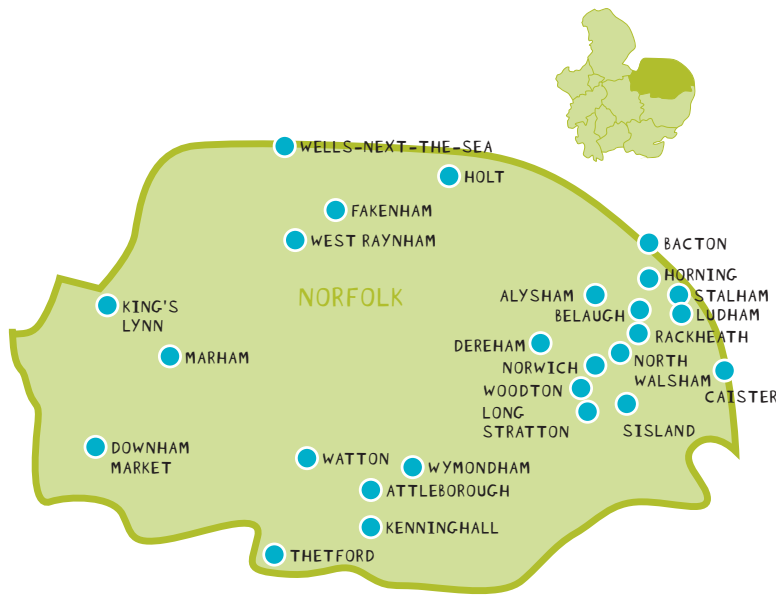 WELLS-NEXT-THE-SEA
HOLT
FAKENHAM
WEST RAYNHAM
BACTON
HORNING
NORFOLK
ALYSHAM
STALHAM
KING'S
LYNN
BELAUGH
LUDHAM
RACKHEATH
DEREHAM
MARHAM
NORWICH
NORTH
WALSHAM
WOODTON
CAISTER
LONG
STRATTON
SISLAND
DOWNHAM
MARKET
WATTON
WYMONDHAM
ATTLEBOROUGH
KENNINGHALL
THETFORD